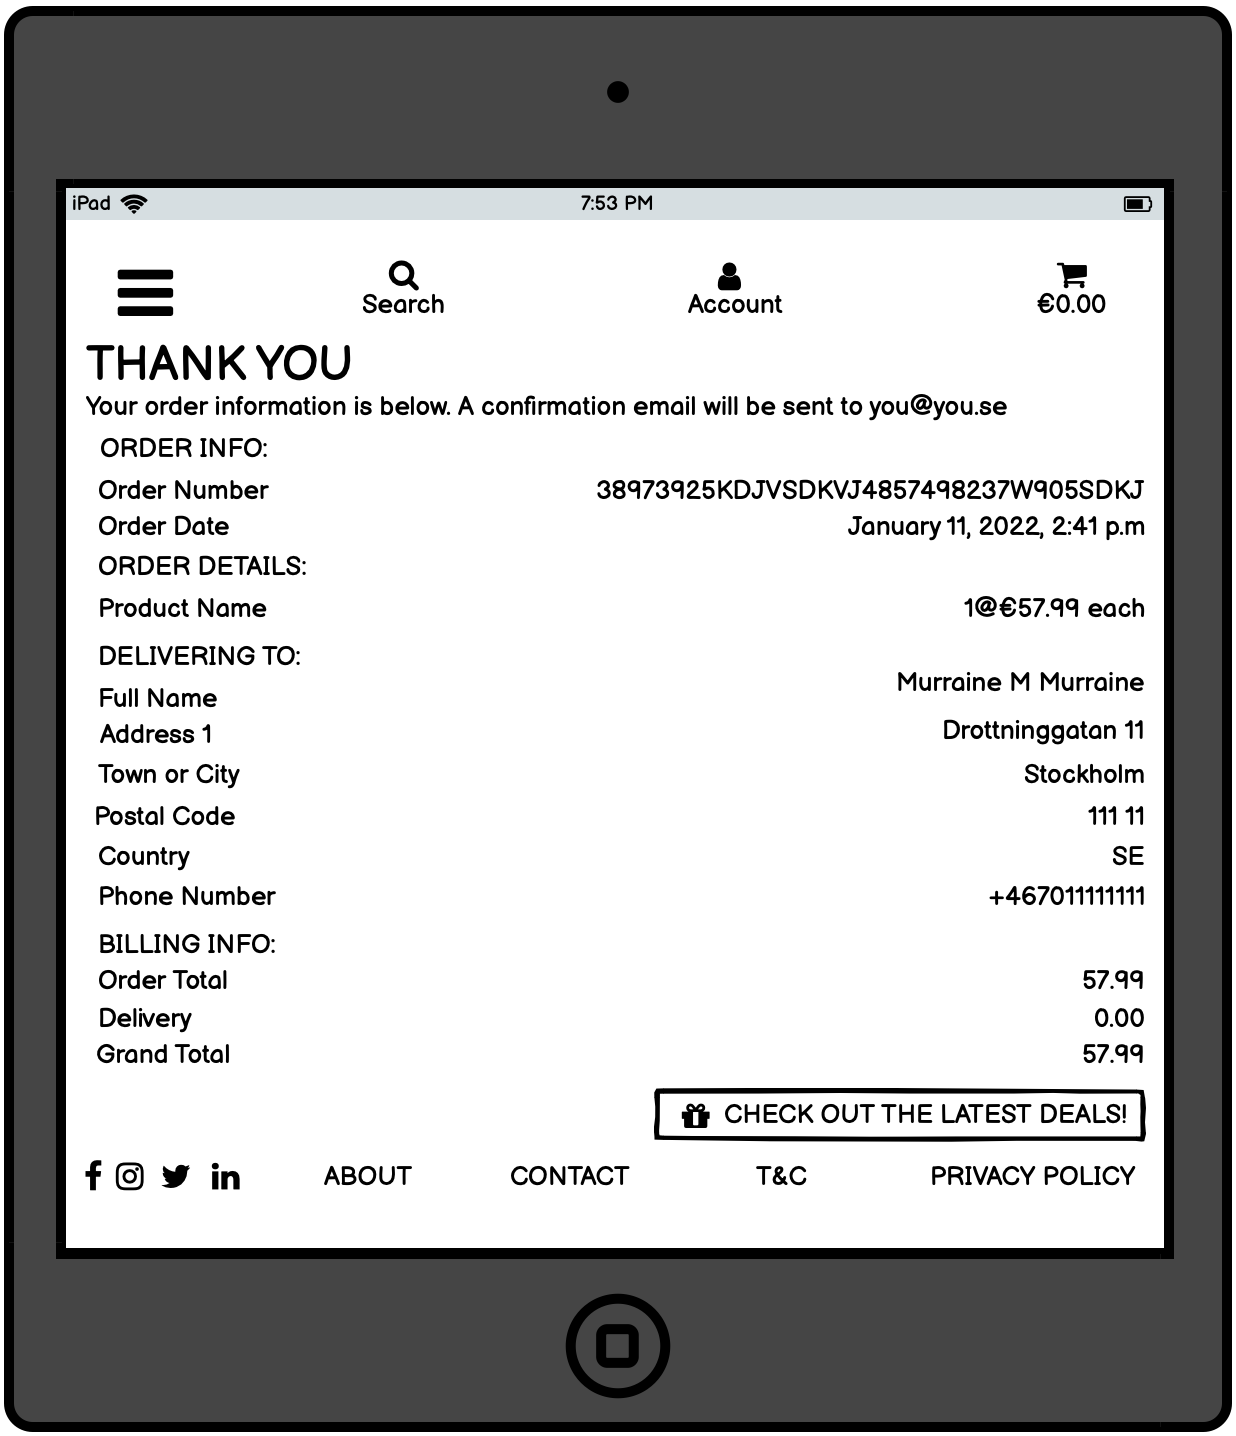 iPad 7:53 PM
Search Account €0.00
THANK YOU
Your order information is below. A confirmation email will be sent to you@you.se
ORDER INFO:
Order Number 38973925KDJVSDKVJ4857498237W905SDKJ
Order Date January 11, 2022, 2:41 p.m
ORDER DETAILS:
Product Name 1@€57.99 each
DELIVERING TO:
Full Name Murraine M Murraine
Address 1 Drottninggatan 11
Town or City Stockholm
Postal Code 111 11
Country SE
Phone Number +467011111111
BILLING INFO:
Order Total 57.99
Delivery 0.00
Grand Total 57.99
CHECK OUT THE LATEST DEALS!
ABOUT CONTACT T&C PRIVACY POLICY